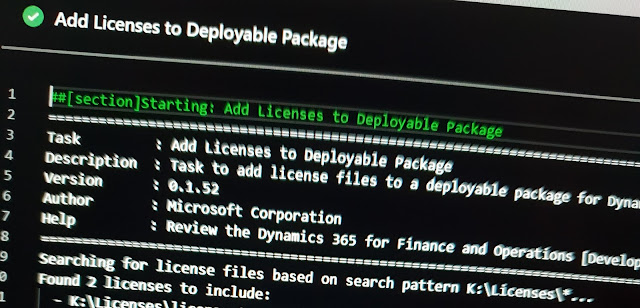 Add Licenses to Deployable Package
1 ##[section]Starting: Add Licenses to Deployable Package
2 ==============================================================================
3 Task : Add Licenses to Deployable Package
4 Description : Task to add license files to a deployable package for Dyna
5 Version : 0.1.52
6 Author : Microsoft Corporation
7 Help : Review the Dynamics 365 for Finance and Operations [Develop
8 ==============================================================================
9 Searching for license files based on search pattern K:\Licenses\*...
0 Found 2 licenses to include:
- K:\Licenses\